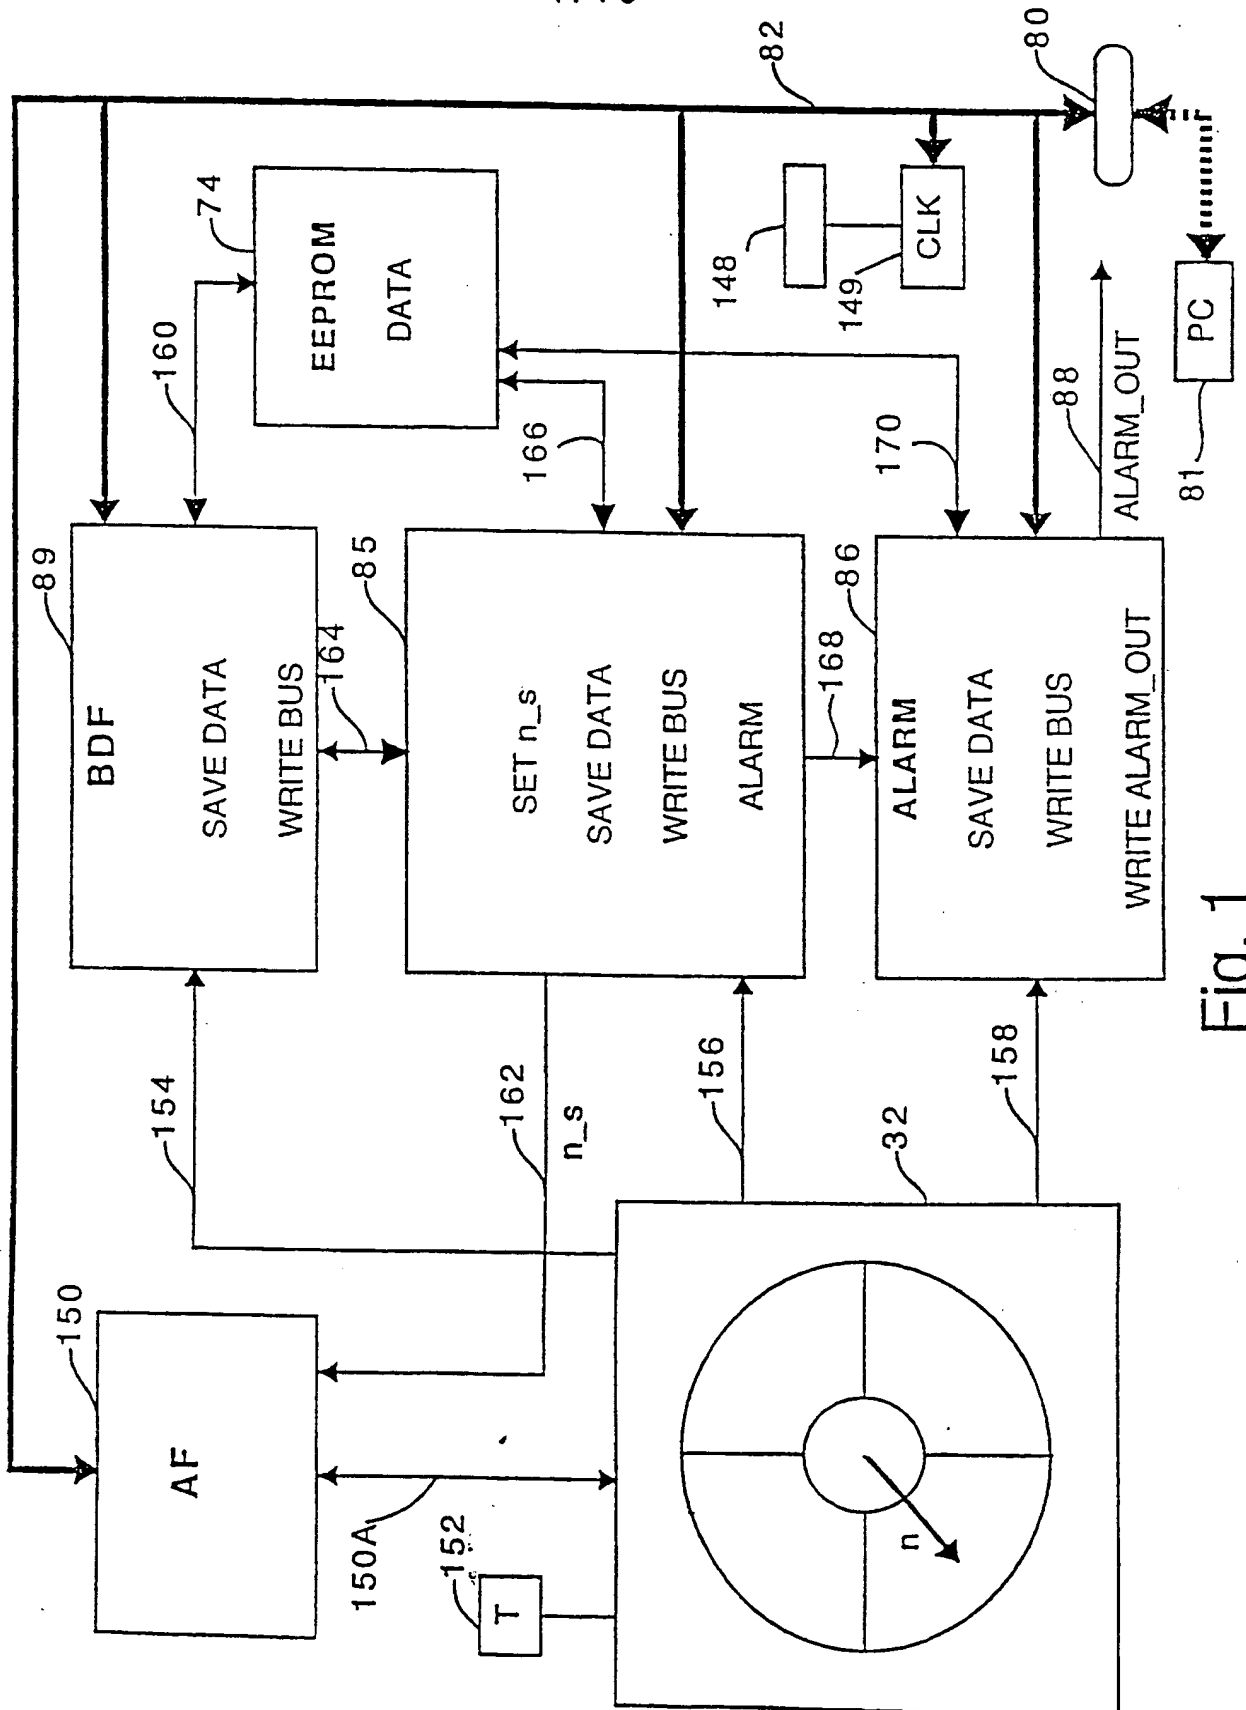 AF
150
150A
152
T
n
32
154
162
n_s
156
158
BDF
SAVE DATA
WRITE BUS
89
164
SET n_s
SAVE DATA
WRITE BUS
ALARM
85
168
ALARM
SAVE DATA
WRITE BUS
WRITE ALARM_OUT
86
160
EEPROM
DATA
74
166
170
148
149
CLK
82
80
88
ALARM_OUT
81
PC
Fig. 1